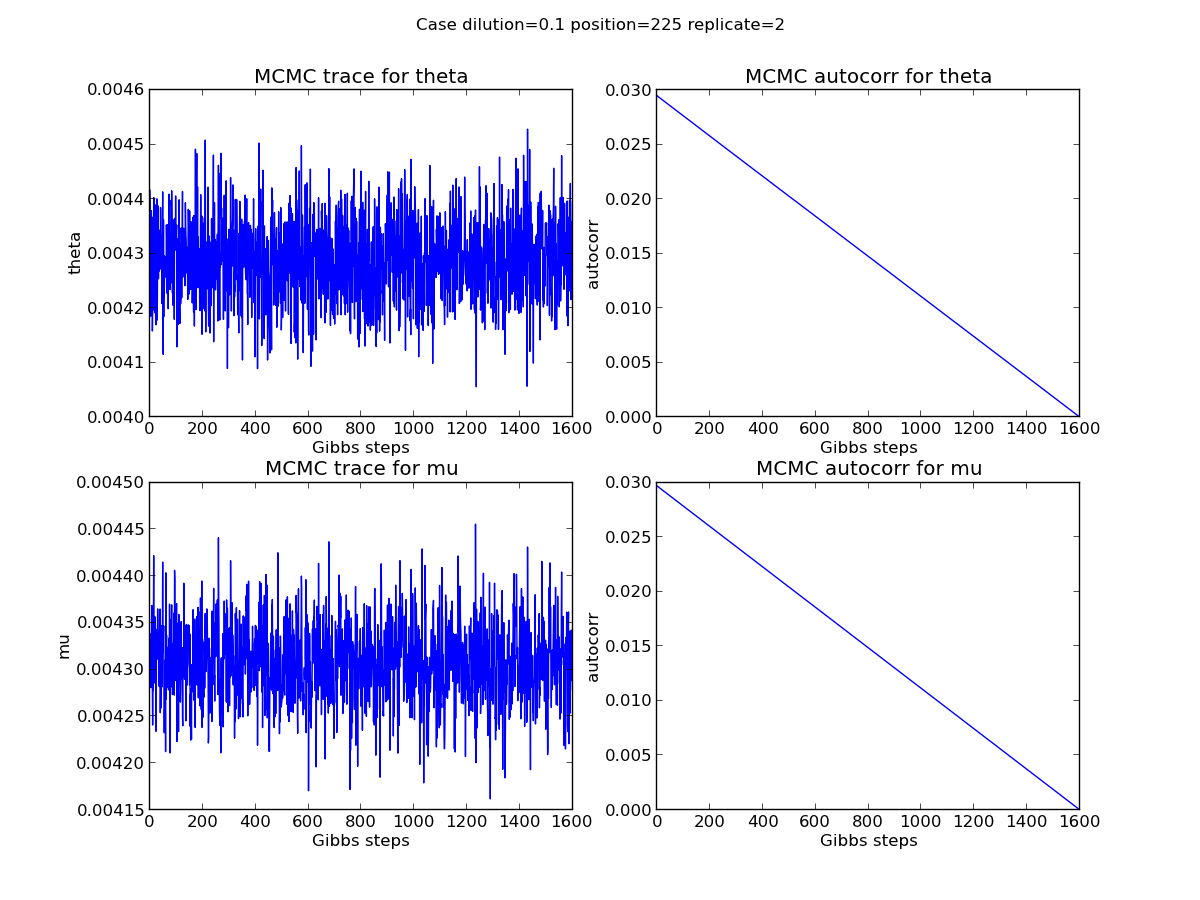 Case dilution=0.1 position=225 replicate=2
MCMC trace for theta
0.0046
0.0045
0.0044
0.0043
0.0042
0.0041
0.0040
theta
0 200 400 600 800 1000 1200 1400 1600
Gibbs steps
MCMC autocorr for theta
0.030
0.025
0.020
0.015
0.010
0.005
0.000
autocorr
0 200 400 600 800 1000 1200 1400 1600
Gibbs steps
MCMC trace for mu
0.00450
0.00445
0.00440
0.00435
0.00430
0.00425
0.00420
0.00415
mu
0 200 400 600 800 1000 1200 1400 1600
Gibbs steps
MCMC autocorr for mu
0.030
0.025
0.020
0.015
0.010
0.005
0.000
autocorr
0 200 400 600 800 1000 1200 1400 1600
Gibbs steps